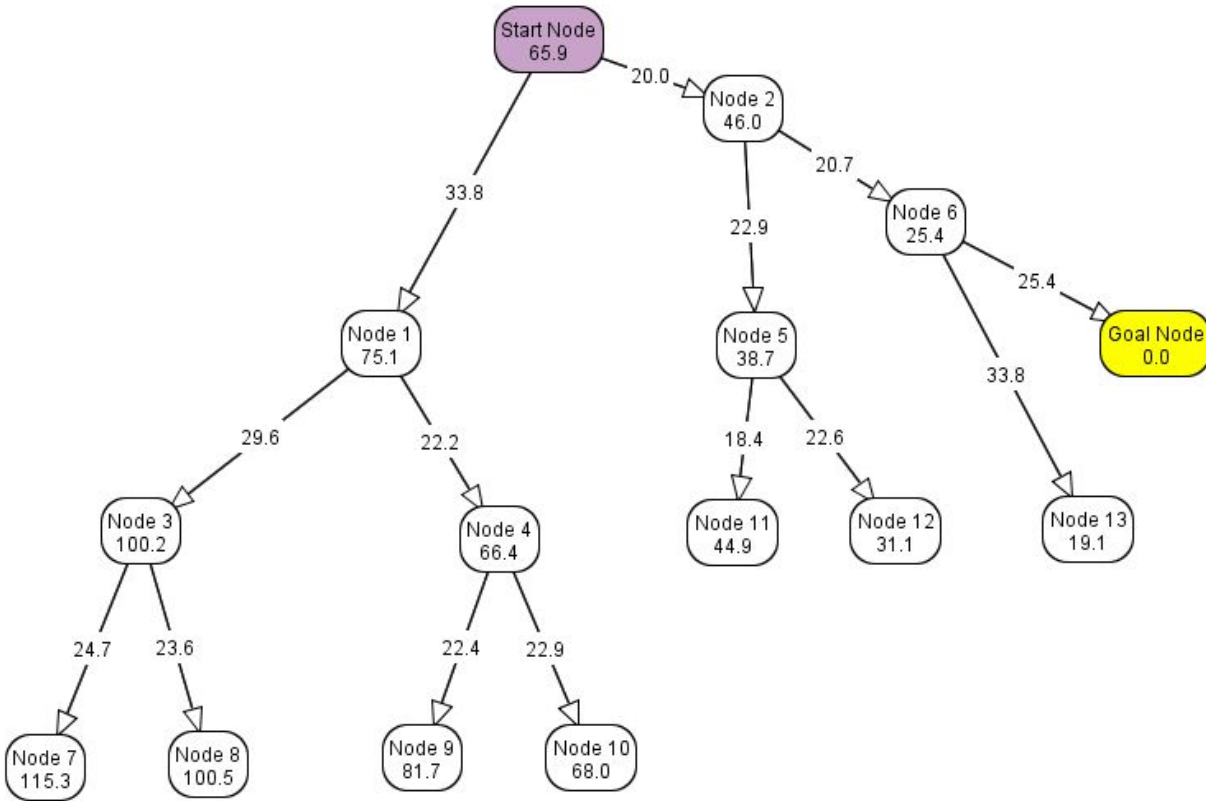 Start Node
65.9
20.0
Node 2
46.0
33.8
20.7
22.9
Node 6
25.4
25.4
Node 1
75.1
Node 5
38.7
Goal Node
0.0
33.8
29.6
22.2
18.4
22.6
Node 3
100.2
Node 4
66.4
Node 11
44.9
Node 12
31.1
Node 13
19.1
24.7
23.6
22.4
22.9
Node 7
115.3
Node 8
100.5
Node 9
81.7
Node 10
68.0